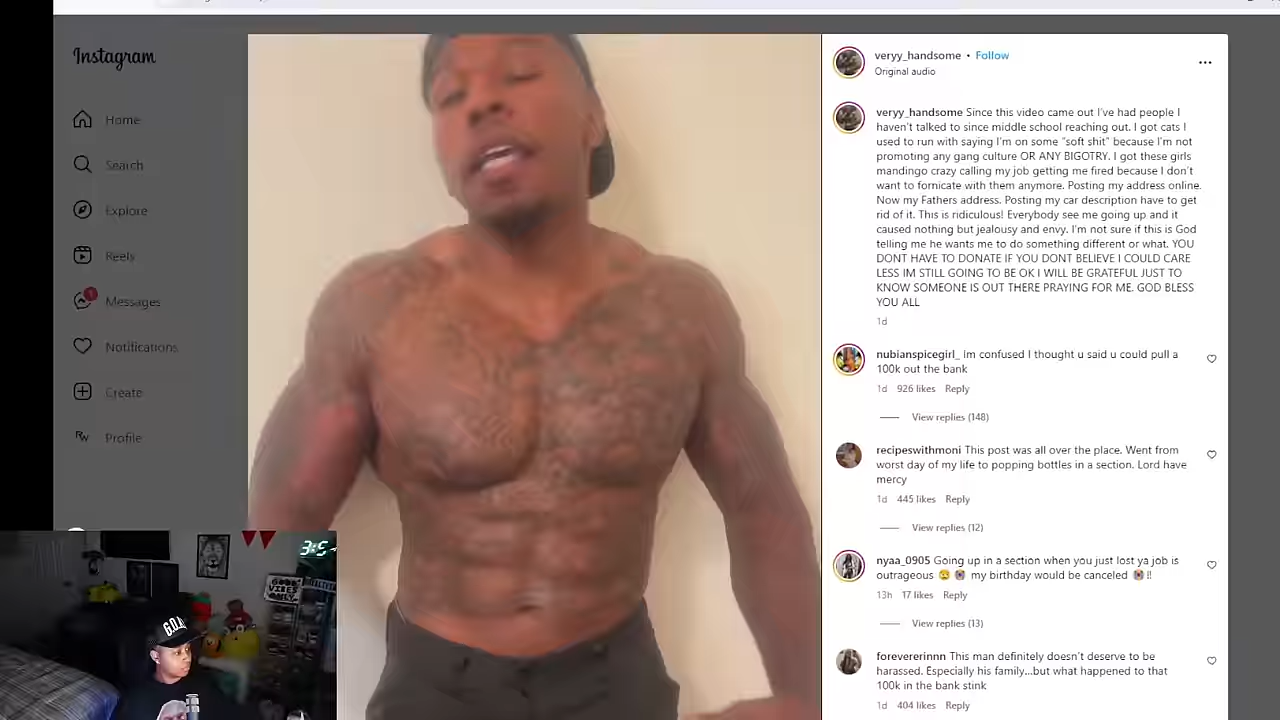 Instagram
Home
Search
Explore
Reels
1
Messages
Notifications
Create
Profile
veryy_handsome • Follow
Original audio
veryy_handsome Since this video came out I've had people I
haven't talked to since middle school reaching out. I got cats I
used to run with saying I'm on some "soft shit" because I'm not
promoting any gang culture OR ANY BIGOTRY. I got these girls
mandingo crazy calling my job getting me fired because I don't
want to fornicate with them anymore. Posting my address online.
Now my Fathers address. Posting my car description have to get
rid of it. This is ridiculous! Everybody see me going up and it
caused nothing but jealousy and envy. I'm not sure if this is God
telling me he wants me to do something different or what. YOU
DONT HAVE TO DONATE IF YOU DONT BELIEVE I COULD CARE
LESS IM STILL GOING TO BE OK I WILL BE GRATEFUL JUST TO
KNOW SOMEONE IS OUT THERE PRAYING FOR ME. GOD BLESS
YOU ALL
1d
nubianspicegirl_ Im confused I thought u said u could pull a
100k out the bank
1d 926 likes Reply
View replies (148)
recipeswithmoni This post was all over the place. Went from
worst day of my life to popping bottles in a section. Lord have
mercy
1d 445 likes Reply
View replies (12)
nyaa_0905 Going up in a section when you just lost ya job is
outrageous 😥 my birthday would be canceled !!
13h 17 likes Reply
View replies (13)
foreverерinnn This man definitely doesn't deserve to be
harassed. Especially his family...but what happened to that
100k in the bank stink
1d 404 likes Reply
3:5
GOOD
VIBES
ONLY
G.O.A